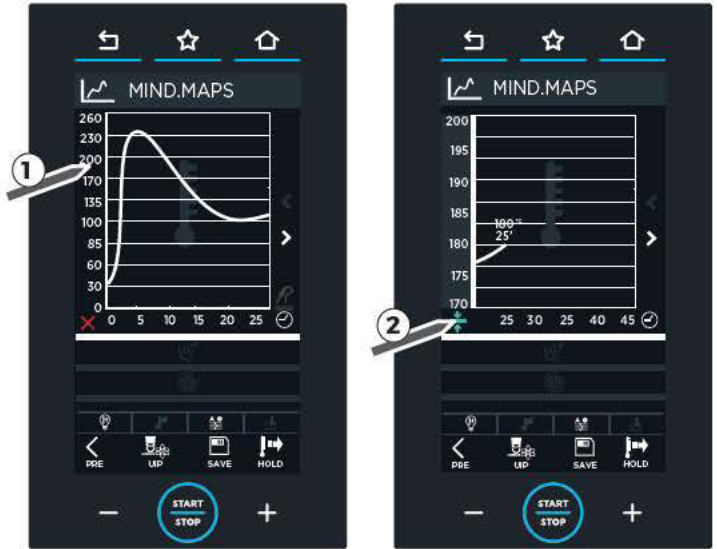 MIND.MAPS
260
230
200
170
135
100
85
60
30
0
0 5 10 15 20 25
1
PRE
UIP
SAVE
HOLD
START
STOP
MIND.MAPS
200
195
190
185
180
175
170
180°C
25'
25 30 25 40 45
2
PRE
UIP
SAVE
HOLD
START
STOP